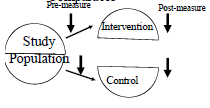 Pre-measure
Post-measure
Intervention
Study
Population
Control